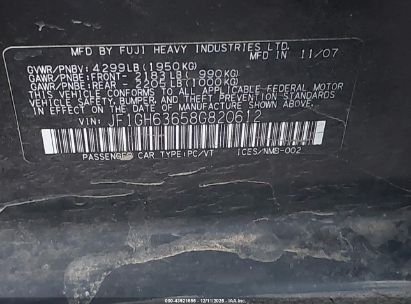 MFD BY FUJI HEAVY INDUSTRIES LTD.
MFD IN 11/07
GVWR/PNBV: 4299LB(1950KG)
GAWR/PNBE:FRONT- 2183LB( 990KG)
GAWR/PNBE:REAR - 2205LB(1000KG)
THIS VEHICLE CONFORMS TO ALL APPLICABLE FEDERAL MOTOR
VEHICLE SAFETY, BUMPER, AND THEFT PREVENTION STANDARDS
IN EFFECT ON THE DATE OF MANUFACTURE SHOWN ABOVE.
VIN: JF1GH63658G820612
PASSENGER CAR TYPE:PC/VT ICES/NMB-002